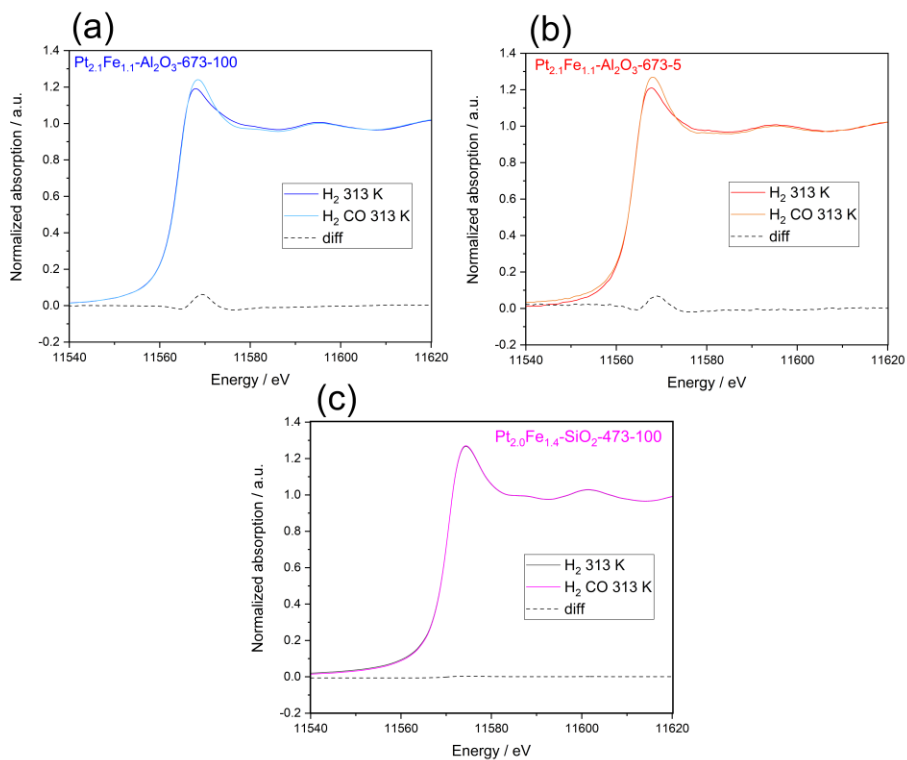 (a)
Pt2.1Fe1.1-Al2O3-673-100
Normalized absorption / a.u.
1.4
1.2
1.0
0.8
0.6
0.4
0.2
0.0
-0.2
H2 313 K
H2 CO 313 K
diff
11540 11560 11580 11600 11620
Energy / eV
(b)
Pt2.1Fe1.1-Al2O3-673-5
Normalized absorption / a.u.
1.4
1.2
1.0
0.8
0.6
0.4
0.2
0.0
-0.2
H2 313 K
H2 CO 313 K
diff
11540 11560 11580 11600 11620
Energy / eV
(c)
Pt2.0Fe1.4-SiO2-473-100
Normalized absorption / a.u.
1.4
1.2
1.0
0.8
0.6
0.4
0.2
0.0
-0.2
H2 313 K
H2 CO 313 K
diff
11540 11560 11580 11600 11620
Energy / eV